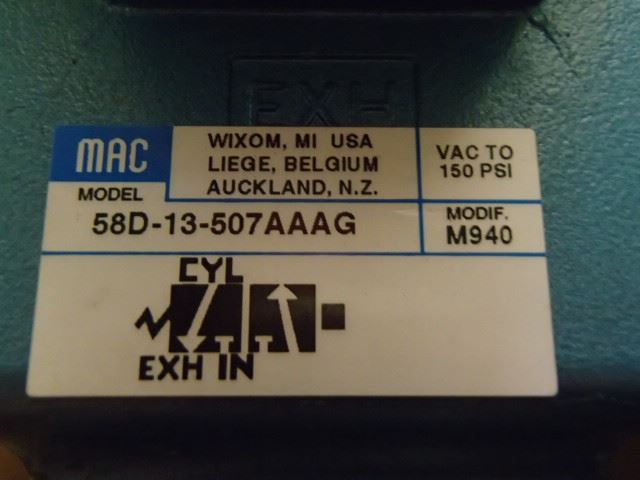 EXH
MAC
WIXOM, MI USA
LIEGE, BELGIUM
AUCKLAND, N.Z.
VAC TO
150 PSI
MODEL
58D-13-507AAAG
MODIF.
M940
CYL
EXH IN